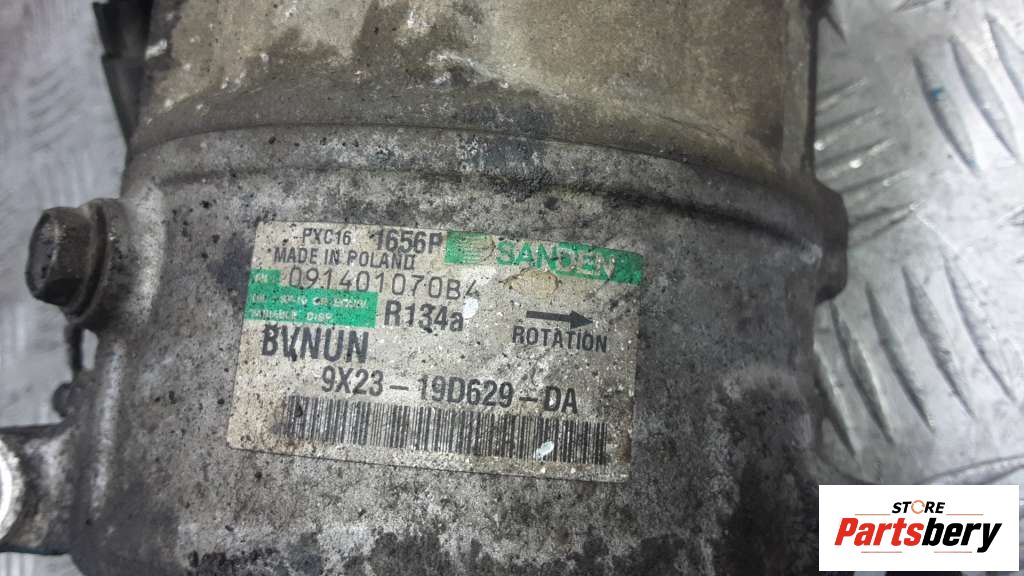 PXC16 1656P SANDEN
MADE IN POLAND
091401070B4
R134a
ROTATION
BVNUN
9X23-19D629-DA
STORE
Partsbery